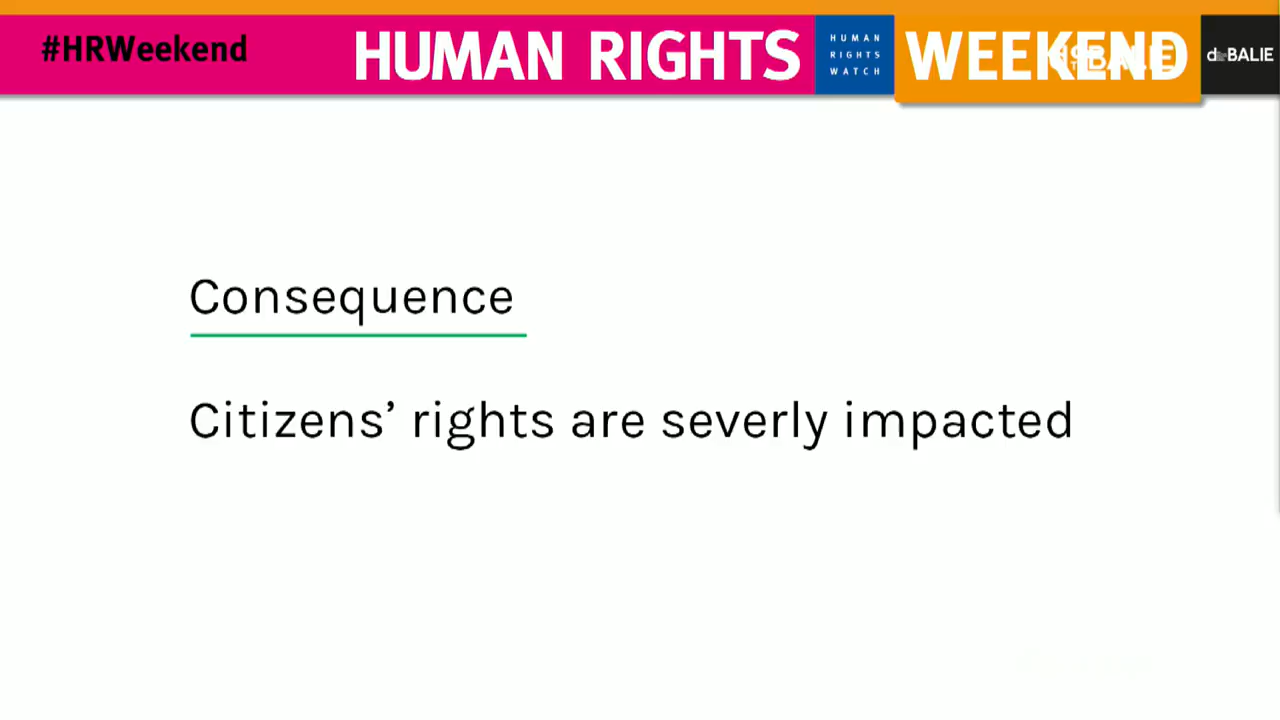 #HRWeekend
HUMAN RIGHTS
HUMAN
RIGHTS
WATCH
WEEKEND
de BALIE
Consequence
Citizens’ rights are severly impacted